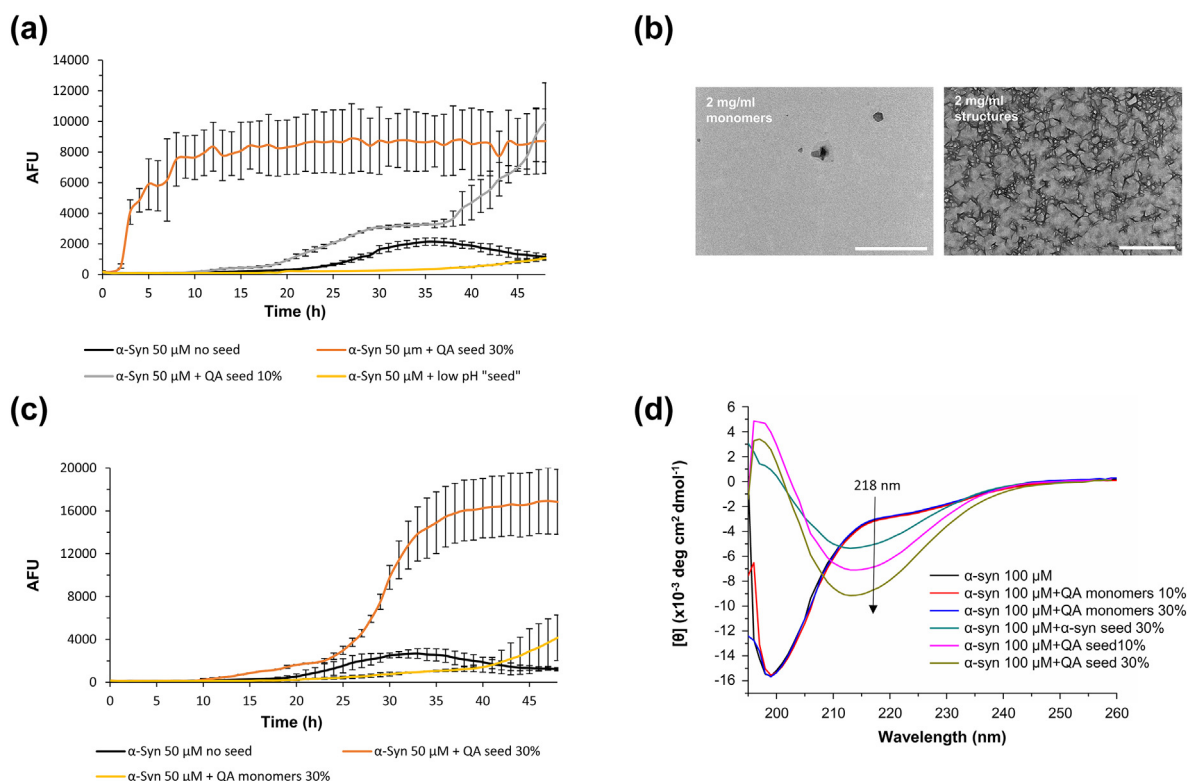 (a)
14000
12000
10000
8000
6000
4000
2000
0
AFU
0 5 10 15 20 25 30 35 40 45
Time (h)
α-Syn 50 μM no seed
α-Syn 50 μm + QA seed 30%
α-Syn 50 μM + QA seed 10%
α-Syn 50 μM + low pH "seed"
(b)
2 mg/ml
monomers
2 mg/ml
structures
(c)
20000
16000
12000
8000
4000
0
AFU
0 5 10 15 20 25 30 35 40 45
Time (h)
α-Syn 50 μM no seed
α-Syn 50 μM + QA seed 30%
α-Syn 50 μM + QA monomers 30%
(d)
6
4
2
0
-2
-4
-6
-8
-10
-12
-14
-16
[θ] (x10⁻³ deg cm² dmol⁻¹)
218 nm
α-syn 100 μM
α-syn 100 μM+QA monomers 10%
α-syn 100 μM+QA monomers 30%
α-syn 100 μM+α-syn seed 30%
α-syn 100 μM+QA seed10%
α-syn 100 μM+QA seed 30%
200 210 220 230 240 250 260
Wavelength (nm)